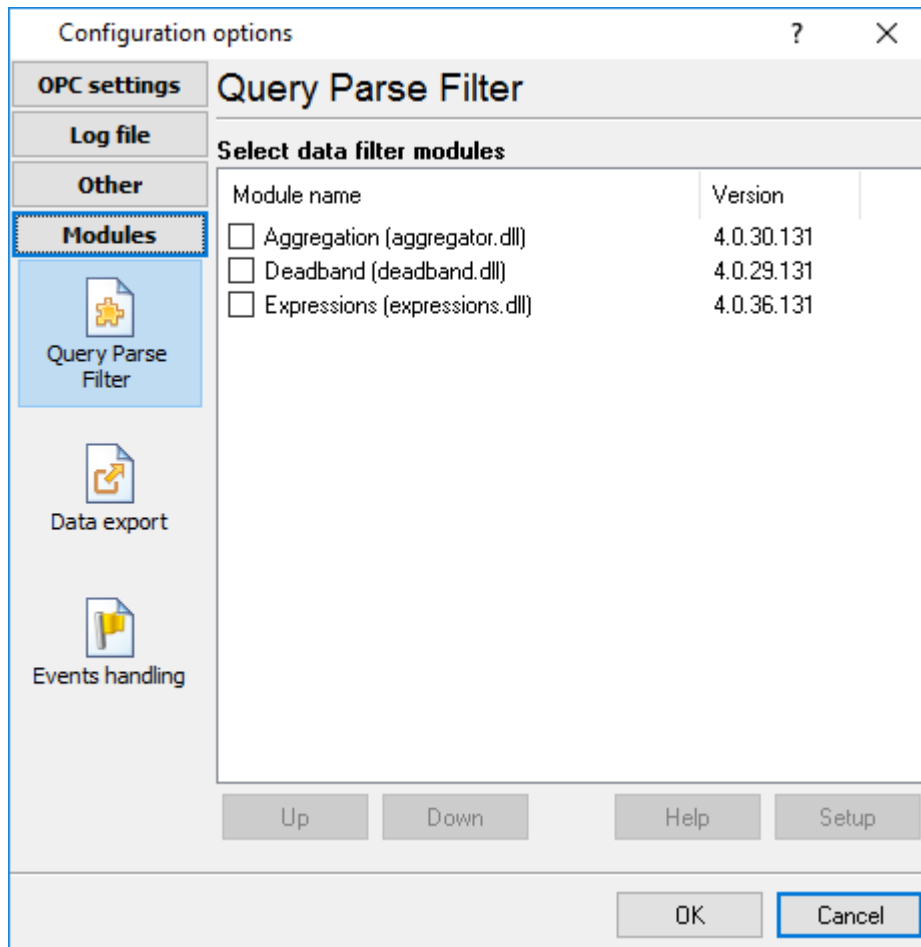 Configuration options
?
OPC settings
Log file
Other
Modules
Query Parse
Filter
Data export
Events handling
Query Parse Filter
Select data filter modules
Module name Version
Aggregation (aggregator.dll) 4.0.30.131
Deadband (deadband.dll) 4.0.29.131
Expressions (expressions.dll) 4.0.36.131
Up Down Help Setup
OK Cancel